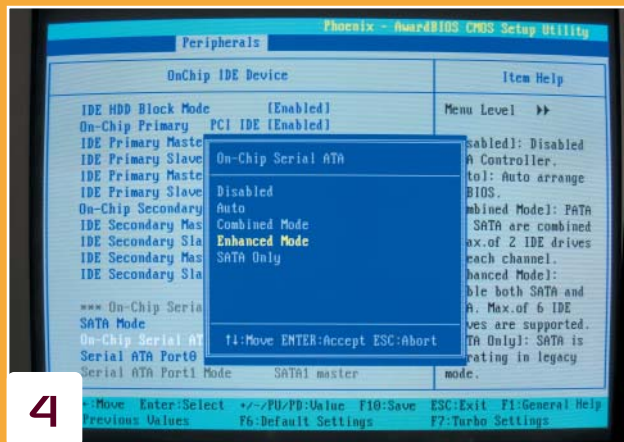 Phoenix - AwardBIOS CMOS Setup Utility
Peripherals
OnChip IDE Device
Item Help
IDE HDD Block Mode [Enabled]
On-Chip Primary PCI IDE [Enabled]
IDE Primary Maste
IDE Primary Slave
IDE Primary Maste
IDE Primary Slave
On-Chip Secondary
IDE Secondary Mas
IDE Secondary Sla
IDE Secondary Mas
IDE Secondary Sla
*** On-Chip Seria
SATA Mode
On-Chip Serial AT
Serial ATA Port0
Serial ATA Port1 Mode SATA1 master
On-Chip Serial ATA
Disabled
Auto
Combined Mode
Enhanced Mode
SATA Only
↑↓:Move ENTER:Accept ESC:Abort
Menu Level ▸▸
sabled]: Disabled
A Controller.
to]: Auto arrange
BIOS.
mbined Mode]: PATA
SATA are combined
ax.of 2 IDE drives
each channel.
hanced Mode]:
ble both SATA and
A. Max.of 6 IDE
ves are supported.
TA Only]: SATA is
rating in legacy
mode.
:Move Enter:Select +/-/PU/PD:Value F10:Save ESC:Exit F1:General Help
Previous Values F6:Default Settings F7:Turbo Settings
4